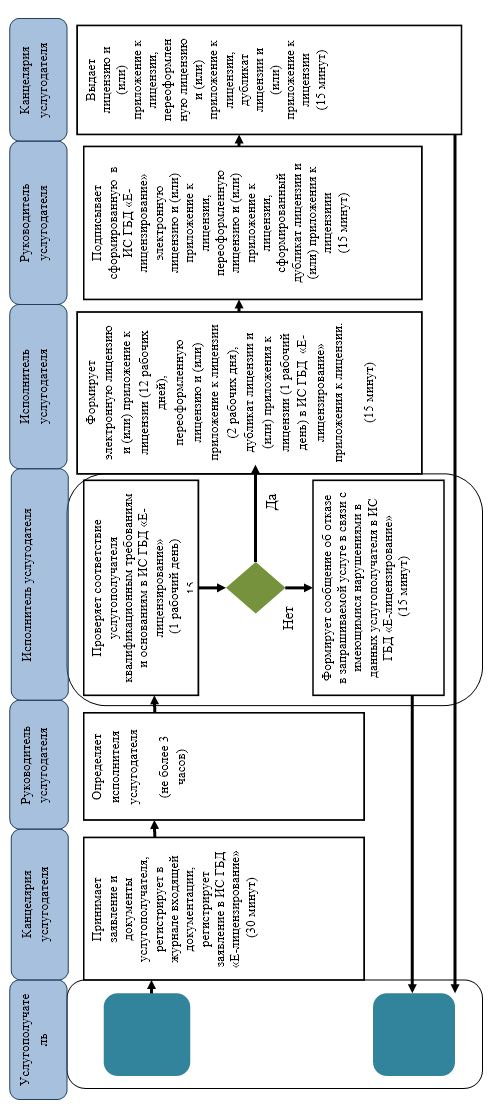 Услугополучате
ль
Канцелярия
услугодателя
Руководитель
услугодателя
Исполнитель услугодателя
Исполнитель
услугодателя
Руководитель
услугодателя
Канцелярия
услугодателя
Принимает
заявление и
документы
услугополучателя,
регистрирует в
журнале входящей
документации,
регистрирует
заявление в ИС ГБД
«Е-лицензирование»
(30 минут)
Определяет
исполнителя
услугодателя
(не более 3
часов)
Проверяет соответствие
услугополучателя
квалификационным требованиям
и основаниям в ИС ГБД «Е-
лицензирование»
(1 рабочий день)
15
Нет
Да
Формирует сообщение об отказе
в запрашиваемой услуге в связи с
имеющимися нарушениями в
данных услугополучателя в ИС
ГБД «Е-лицензирование»
(15 минут)
Формирует
электронную лицензию
и (или) приложение к
лицензии (12 рабочих
дней),
переоформленную
лицензию и (или)
приложение к лицензии
(2 рабочих дня),
дубликат лицензии и
(или) приложения к
лицензии (1 рабочий
день) в ИС ГБД «Е-
лицензирование»
приложения к лицензии.
(15 минут)
Подписывает
сформированную в
ИС ГБД «Е-
лицензирование»
электронную
лицензию и (или)
приложение к
лицензии,
переоформленную
лицензию и (или)
приложение к
лицензии,
сформированный
дубликат лицензии и
(или) приложения к
лицензиии
(15 минут)
Выдает
лицензию и
(или)
приложение к
лицензии,
переоформлен
ную лицензию
и (или)
приложение к
лицензии,
дубликат
лицензии и
(или)
приложение к
лицензии
(15 минут)